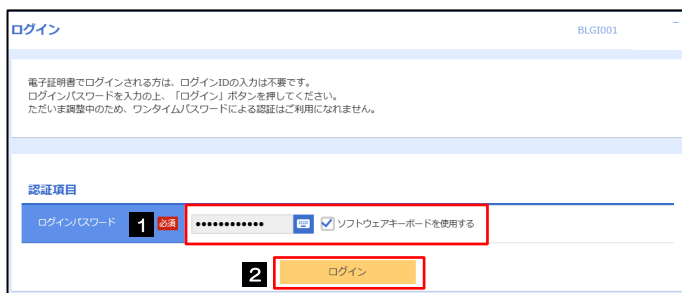 ログイン
BLGI001
電子証明書でログインされる方は、ログインIDの入力は不要です。
ログインパスワードを入力の上、「ログイン」ボタンを押してください。
ただいま調整中のため、ワンタイムパスワードによる認証はご利用になれません。
認証項目
ログインパスワード 1 必須 •••••••••••• ソフトウェアキーボードを使用する
2 ログイン